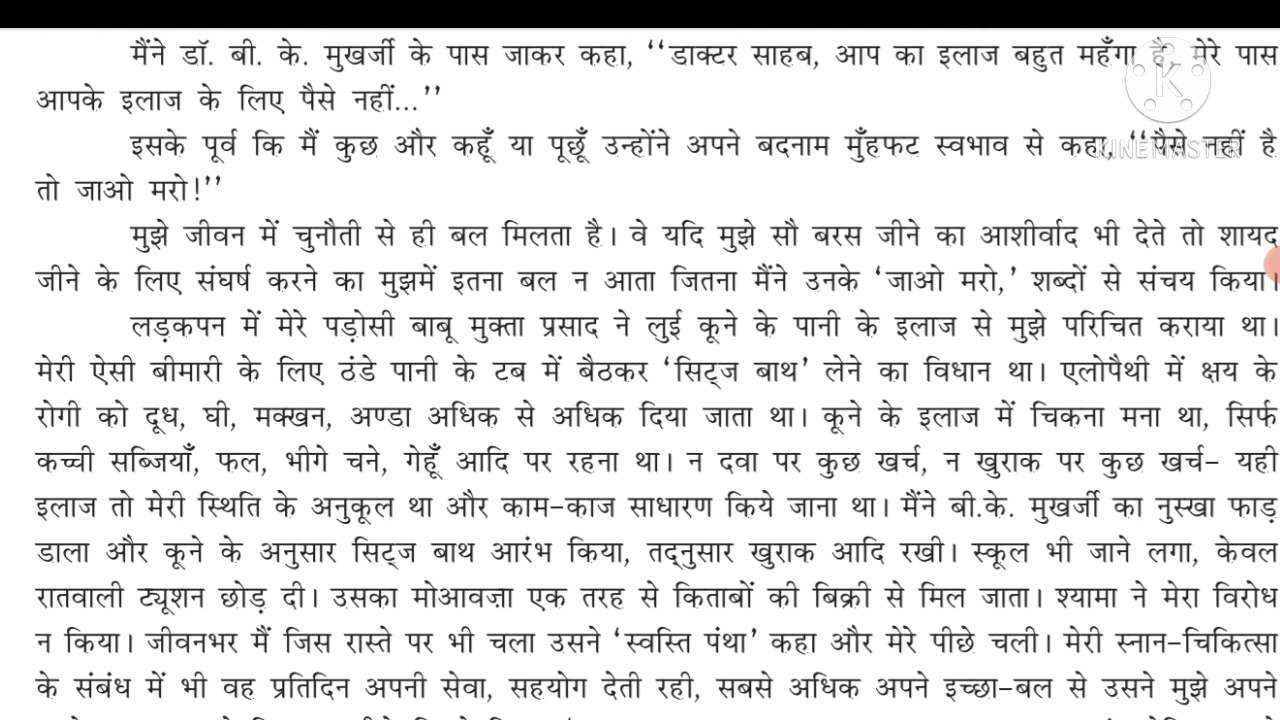 मैंने डॉ. बी. के. मुखर्जी के पास जाकर कहा, ‘‘डाक्टर साहब, आप का इलाज बहुत महँगा है, मेरे पास
आपके इलाज के लिए पैसे नहीं...’’
इसके पूर्व कि मैं कुछ और कहूँ या पूछूँ उन्होंने अपने बदनाम मुँहफट स्वभाव से कहा, ‘‘पैसे नहीं है
तो जाओ मरो!’’
मुझे जीवन में चुनौती से ही बल मिलता है। वे यदि मुझे सौ बरस जीने का आशीर्वाद भी देते तो शायद
जीने के लिए संघर्ष करने का मुझमें इतना बल न आता जितना मैंने उनके ‘जाओ मरो,’ शब्दों से संचय किया।
लड़कपन में मेरे पड़ोसी बाबू मुक्ता प्रसाद ने लुई कूने के पानी के इलाज से मुझे परिचित कराया था।
मेरी ऐसी बीमारी के लिए ठंडे पानी के टब में बैठकर ‘सिट्ज बाथ’ लेने का विधान था। एलोपैथी में क्षय के
रोगी को दूध, घी, मक्खन, अण्डा अधिक से अधिक दिया जाता था। कूने के इलाज में चिकना मना था, सिर्फ
कच्ची सब्जियाँ, फल, भीगे चने, गेहूँ आदि पर रहना था। न दवा पर कुछ खर्च, न खुराक पर कुछ खर्च- यही
इलाज तो मेरी स्थिति के अनुकूल था और काम-काज साधारण किये जाना था। मैंने बी.के. मुखर्जी का नुस्खा फाड़
डाला और कूने के अनुसार सिट्ज बाथ आरंभ किया, तद्नुसार खुराक आदि रखी। स्कूल भी जाने लगा, केवल
रातवाली ट्यूशन छोड़ दी। उसका मोआवज़ा एक तरह से किताबों की बिक्री से मिल जाता। श्यामा ने मेरा विरोध
न किया। जीवनभर मैं जिस रास्ते पर भी चला उसने ‘स्वस्ति पंथा’ कहा और मेरे पीछे चली। मेरी स्नान-चिकित्सा
के संबंध में भी वह प्रतिदिन अपनी सेवा, सहयोग देती रही, सबसे अधिक अपने इच्छा-बल से उसने मुझे अपने
K
KINEMASTER